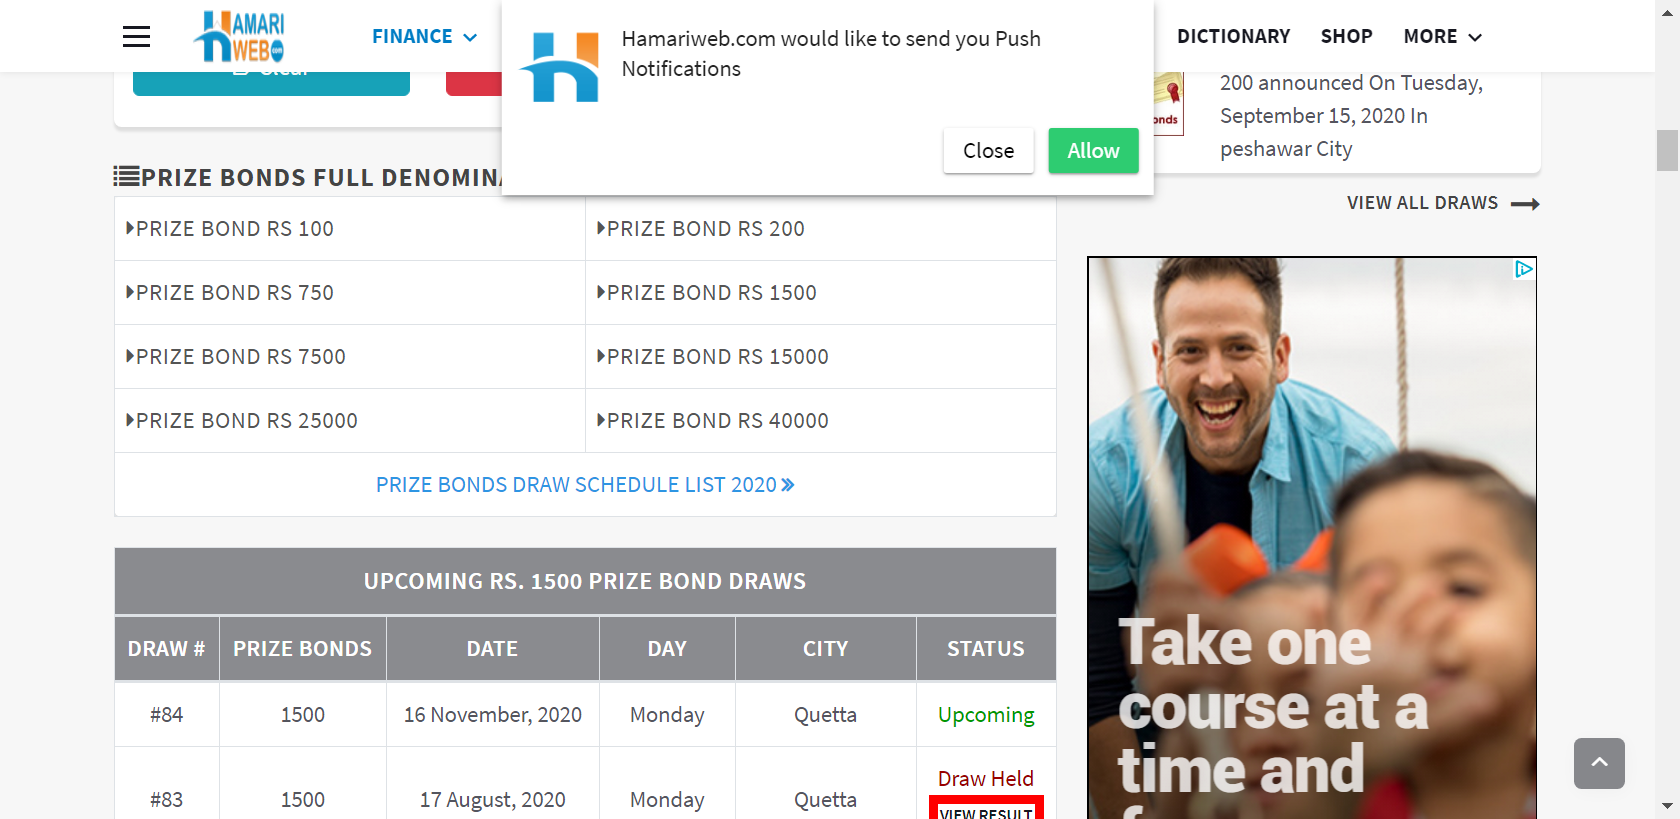 HAMARI
WEB.com
FINANCE
DICTIONARY
SHOP
MORE
Hamariweb.com would like to send you Push
Notifications
Close
Allow
Clear
200 announced On Tuesday,
September 15, 2020 In
peshawar City
onds
VIEW ALL DRAWS
PRIZE BONDS FULL DENOMINA
PRIZE BOND RS 100
PRIZE BOND RS 200
PRIZE BOND RS 750
PRIZE BOND RS 1500
PRIZE BOND RS 7500
PRIZE BOND RS 15000
PRIZE BOND RS 25000
PRIZE BOND RS 40000
PRIZE BONDS DRAW SCHEDULE LIST 2020 »
UPCOMING RS. 1500 PRIZE BOND DRAWS
DRAW # PRIZE BONDS DATE DAY CITY STATUS
#84 1500 16 November, 2020 Monday Quetta Upcoming
#83 1500 17 August, 2020 Monday Quetta Draw Held
VIEW RESULT
Take one
course at a
time and